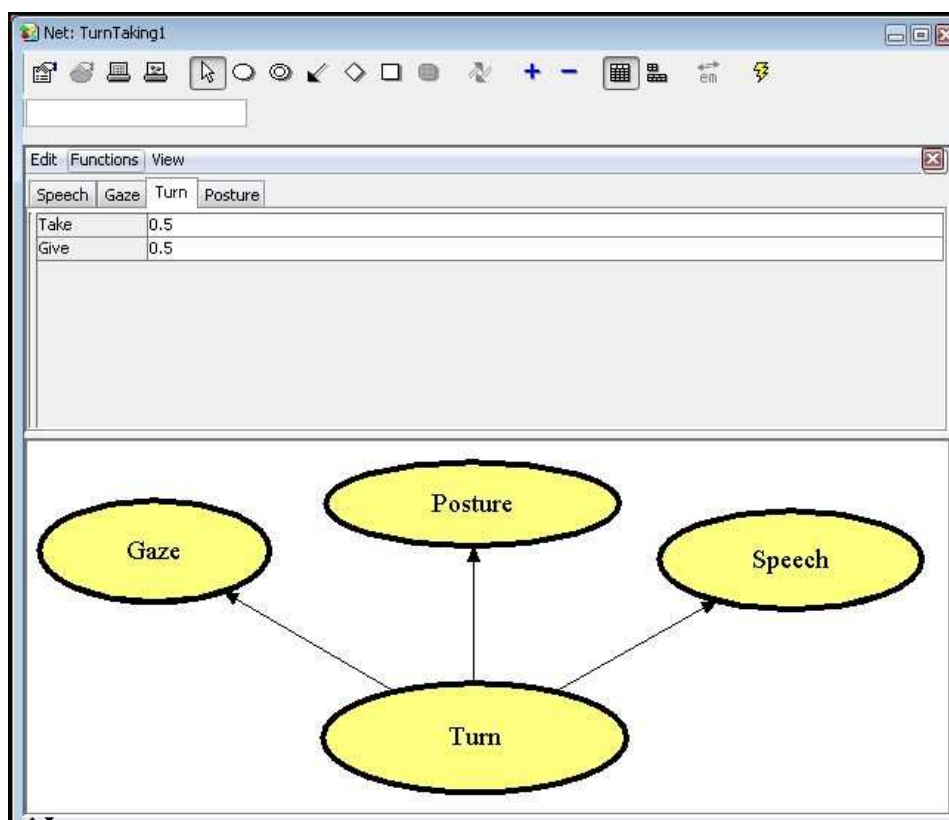 Net: TurnTaking1
em
Edit Functions View
Speech Gaze Turn Posture
Take 0.5
Give 0.5
Posture
Gaze
Speech
Turn